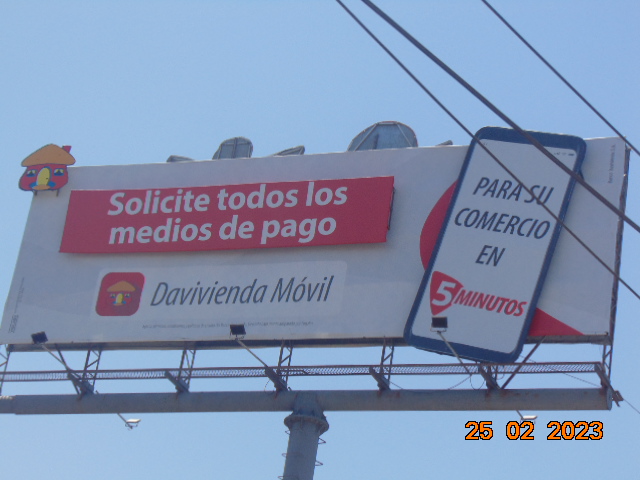 Solicite todos los
medios de pago
Davivienda Móvil
PARA SU
COMERCIO
EN
5 MINUTOS
25 02 2023